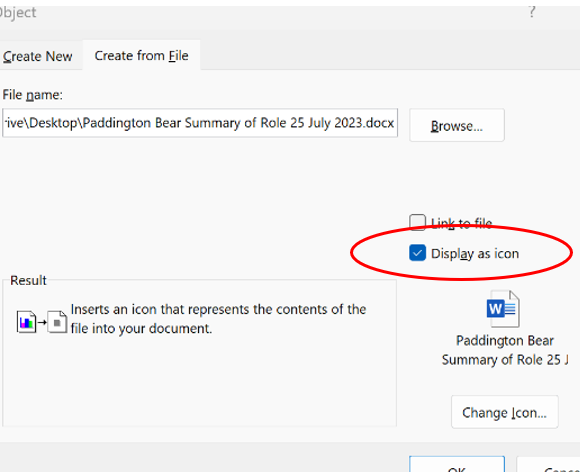 Object ?
Create New Create from File
File name:
rive\Desktop\Paddington Bear Summary of Role 25 July 2023.docx Browse...
Link to file
Display as icon
Result
Inserts an icon that represents the contents of the
file into your document.
W
Paddington Bear
Summary of Role 25 J
Change Icon...
OK